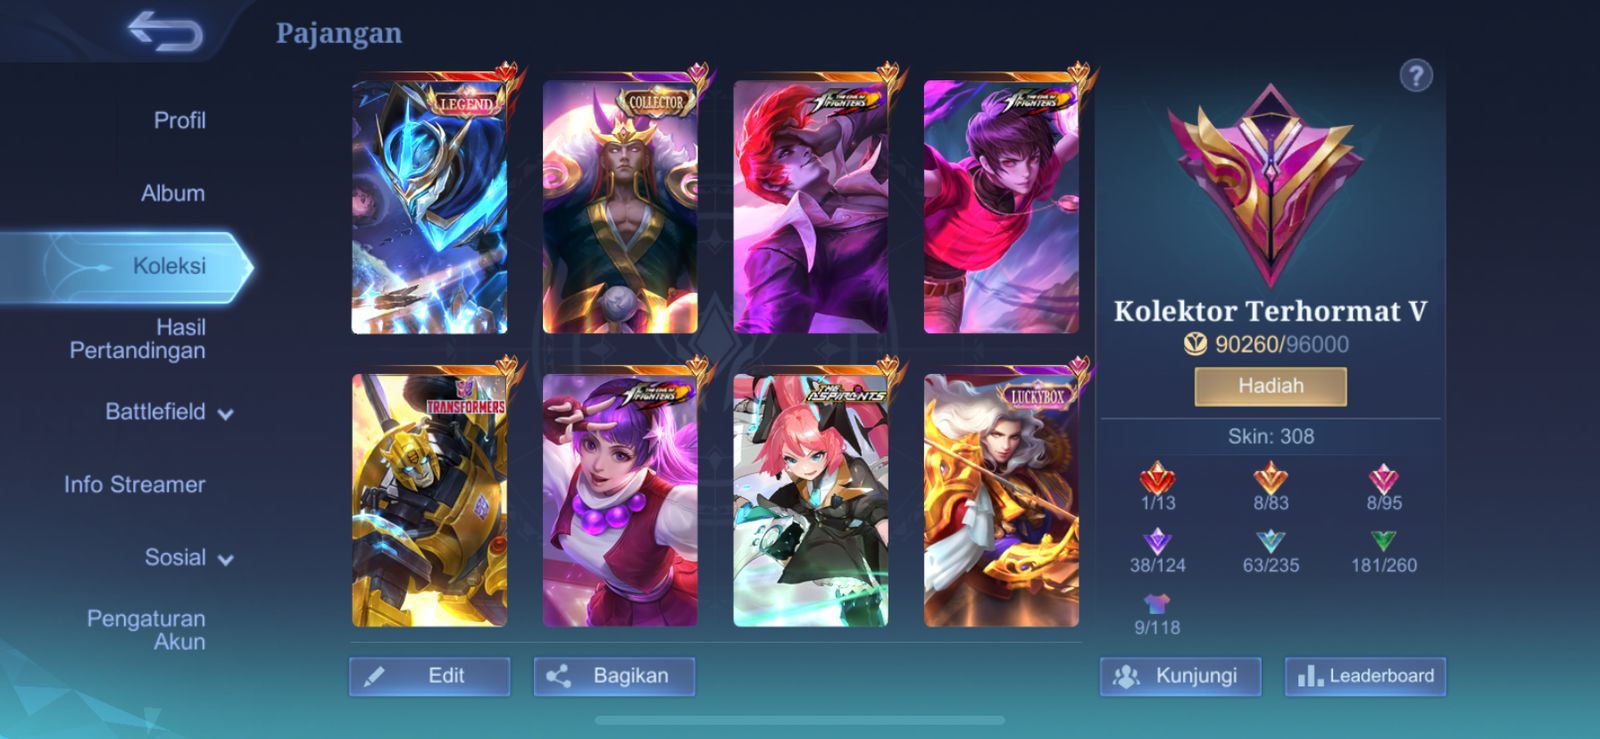 Pajangan
Profil
Album
Koleksi
Hasil
Pertandingan
Battlefield
Info Streamer
Sosial
Pengaturan
Akun
LEGEND
COLLECTOR
THE KING OF
FIGHTERS
THE KING OF
FIGHTERS
TRANSFORMERS
THE KING OF
FIGHTERS
THE
ASPIRANTS
LUCKYBOX
Edit
Bagikan
?
Kolektor Terhormat V
90260/96000
Hadiah
Skin: 308
1/13
8/83
8/95
38/124
63/235
181/260
9/118
Kunjungi
Leaderboard